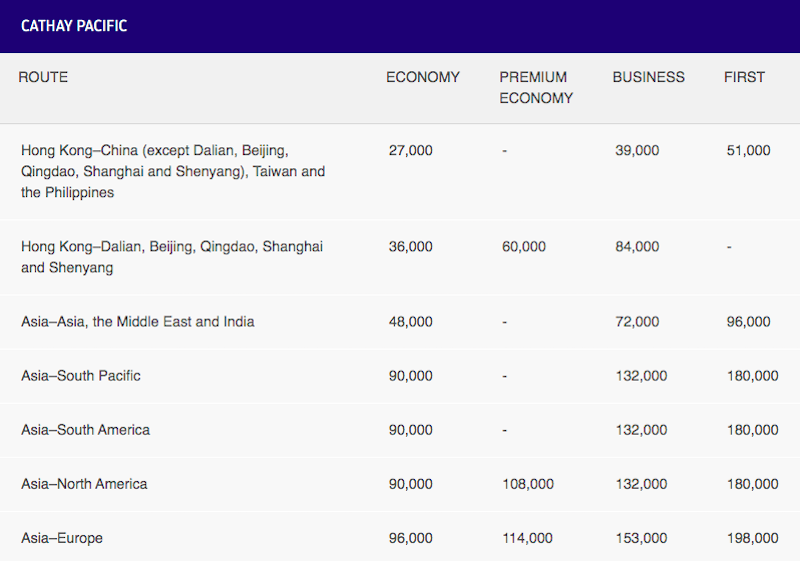 CATHAY PACIFIC
ROUTE ECONOMY PREMIUM ECONOMY BUSINESS FIRST
Hong Kong–China (except Dalian, Beijing, 27,000 - 39,000 51,000
Qingdao, Shanghai and Shenyang), Taiwan and
the Philippines
Hong Kong–Dalian, Beijing, Qingdao, Shanghai 36,000 60,000 84,000 -
and Shenyang
Asia–Asia, the Middle East and India 48,000 - 72,000 96,000
Asia–South Pacific 90,000 - 132,000 180,000
Asia–South America 90,000 - 132,000 180,000
Asia–North America 90,000 108,000 132,000 180,000
Asia–Europe 96,000 114,000 153,000 198,000